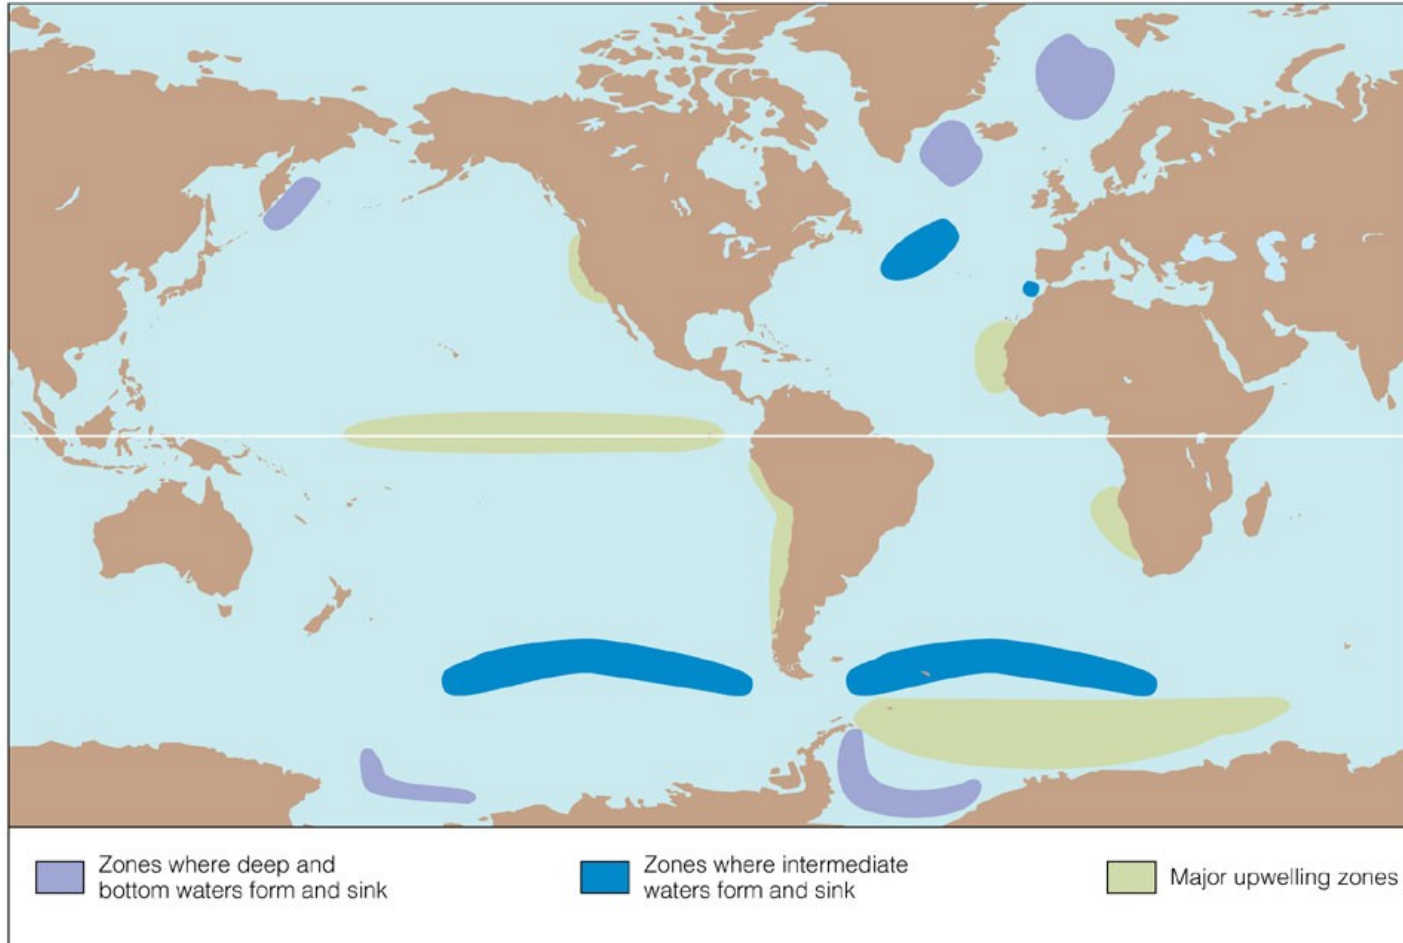 Zones where deep and
bottom waters form and sink
Zones where intermediate
waters form and sink
Major upwelling zones